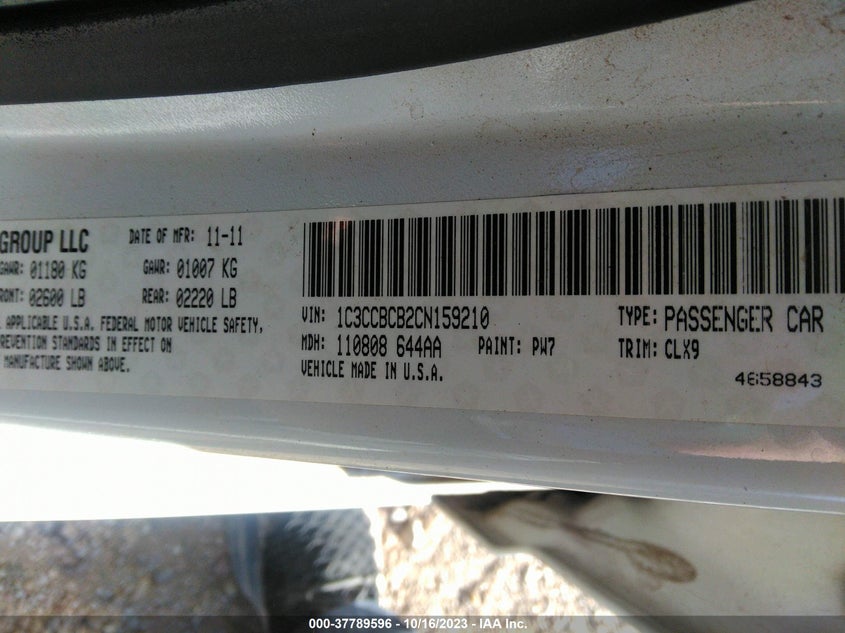 GROUP LLC DATE OF MFR: 11-11
GAWR: 01180 KG GAWR: 01007 KG
FRONT: 02600 LB REAR: 02220 LB
APPLICABLE U.S.A. FEDERAL MOTOR VEHICLE SAFETY,
PREVENTION STANDARDS IN EFFECT ON
MANUFACTURE SHOWN ABOVE.
VIN: 1C3CCBCB2CN159210 TYPE: PASSENGER CAR
MDH: 110808 644AA PAINT: PW7 TRIM: CLX9
VEHICLE MADE IN U.S.A.
4658843
000-37789596 - 10/16/2023 - IAA Inc.